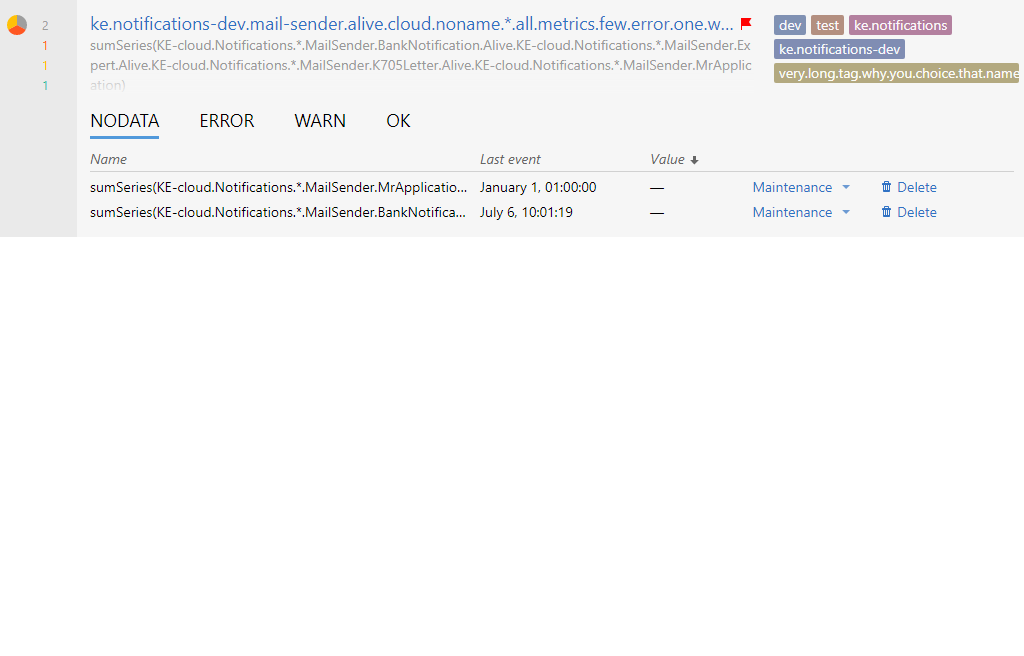 2
1
1
1
ke.notifications-dev.mail-sender.alive.cloud.noname.*.all.metrics.few.error.one.w...
sumSeries(KE-cloud.Notifications.*.MailSender.BankNotification.Alive.KE-cloud.Notifications.*.MailSender.Ex
pert.Alive.KE-cloud.Notifications.*.MailSender.K705Letter.Alive.KE-cloud.Notifications.*.MailSender.MrApplic
ation)
dev test ke.notifications
ke.notifications-dev
very.long.tag.why.you.choice.that.name
NODATA ERROR WARN OK
Name Last event Value
sumSeries(KE-cloud.Notifications.*.MailSender.MrApplicatio... January 1, 01:00:00 — Maintenance Delete
sumSeries(KE-cloud.Notifications.*.MailSender.BankNotifica... July 6, 10:01:19 — Maintenance Delete